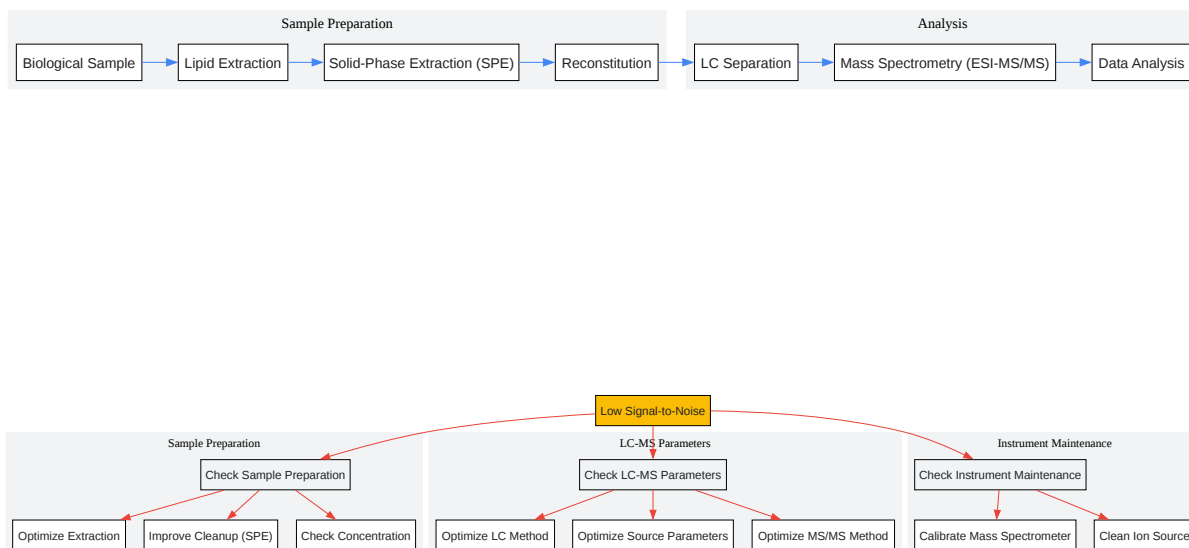 Sample Preparation
Analysis
Biological Sample
Lipid Extraction
Solid-Phase Extraction (SPE)
Reconstitution
LC Separation
Mass Spectrometry (ESI-MS/MS)
Data Analysis
Low Signal-to-Noise
Sample Preparation
LC-MS Parameters
Instrument Maintenance
Check Sample Preparation
Check LC-MS Parameters
Check Instrument Maintenance
Optimize Extraction
Improve Cleanup (SPE)
Check Concentration
Optimize LC Method
Optimize Source Parameters
Optimize MS/MS Method
Calibrate Mass Spectrometer
Clean Ion Source